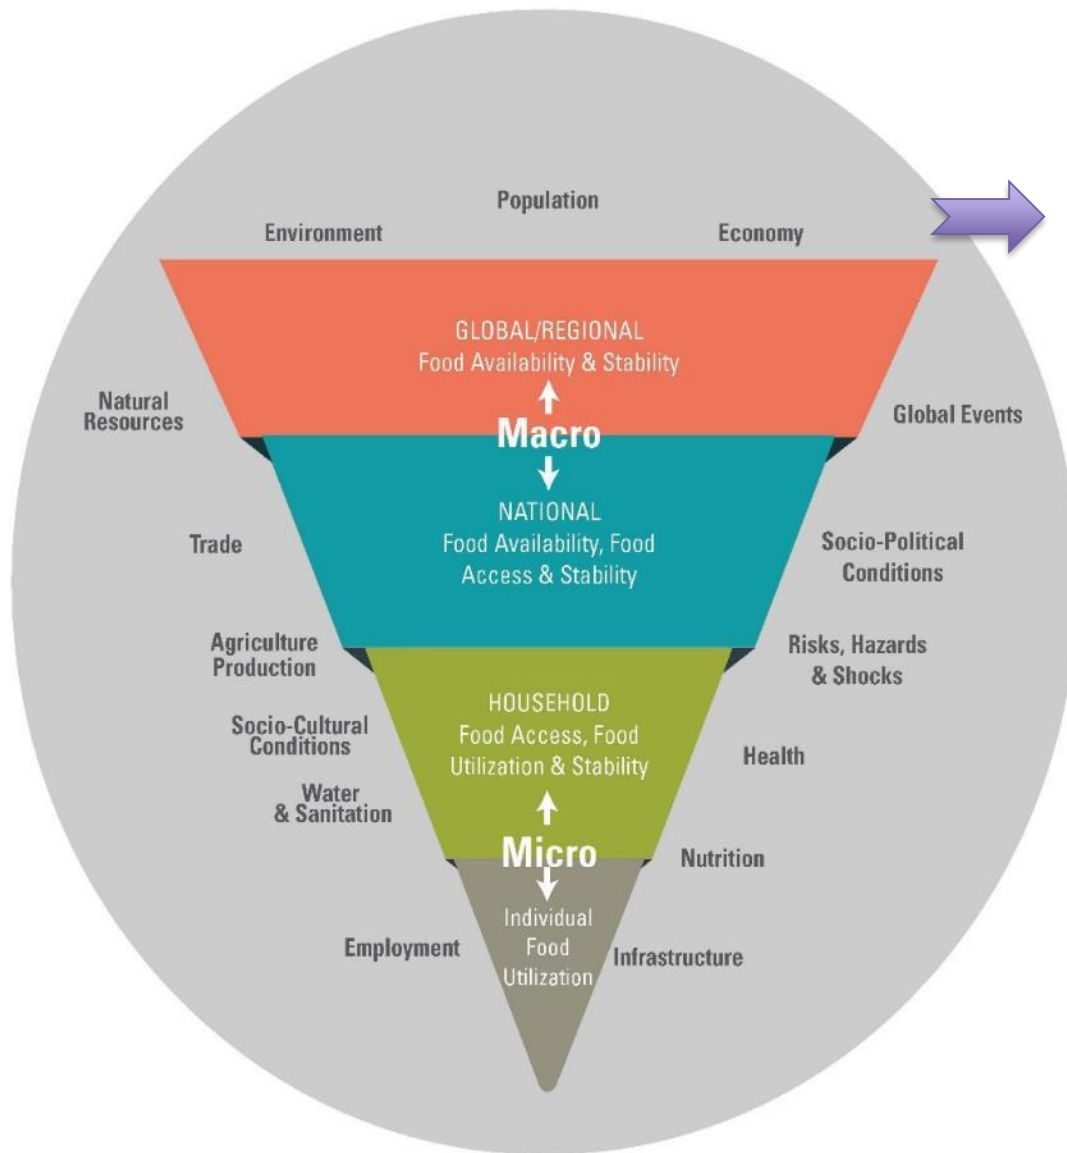 Population
Environment
Economy
GLOBAL/REGIONAL
Food Availability & Stability
Natural
Resources
Macro
Global Events
NATIONAL
Food Availability, Food
Access & Stability
Trade
Socio-Political
Conditions
Agriculture
Production
Risks, Hazards
& Shocks
HOUSEHOLD
Food Access, Food
Utilization & Stability
Socio-Cultural
Conditions
Health
Water
& Sanitation
Micro
Nutrition
Individual
Food
Utilization
Employment
Infrastructure